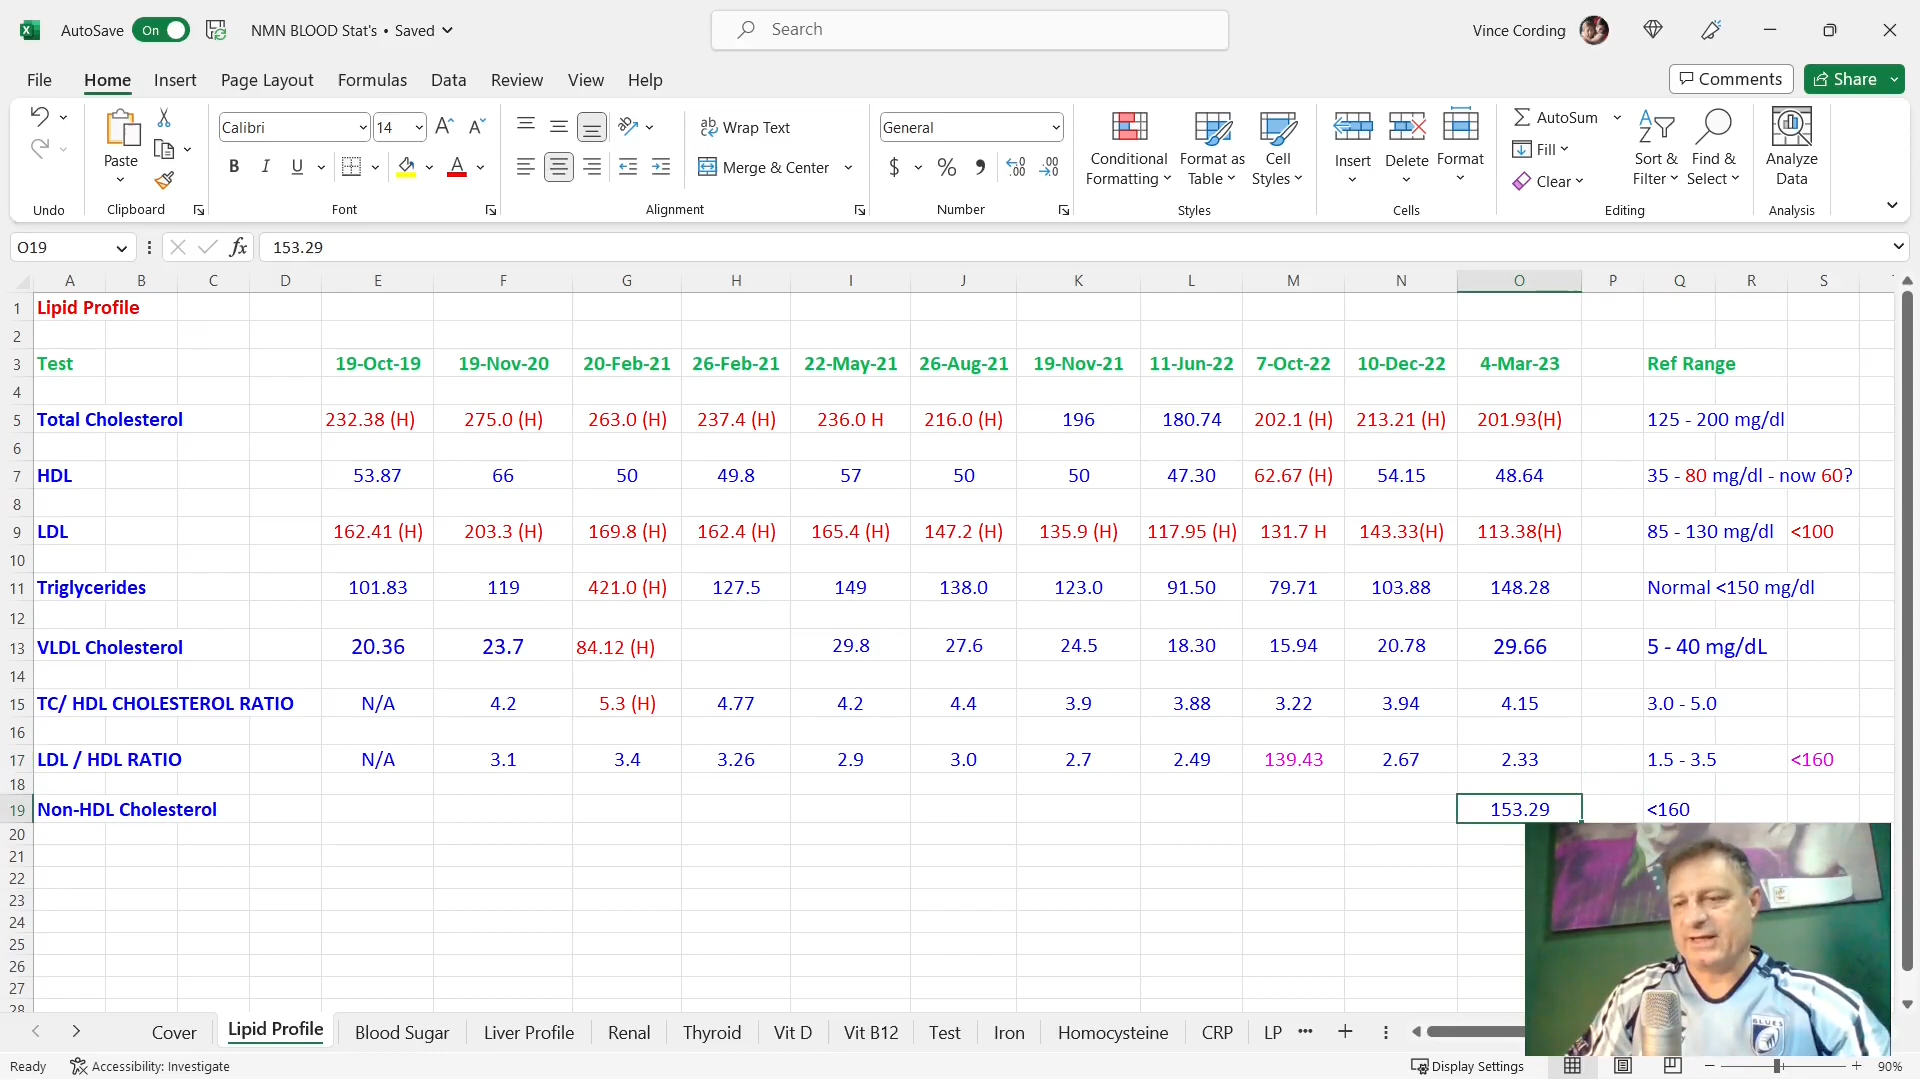 AutoSave On NMN BLOOD Stat's • Saved Search Vince Cording
File Home Insert Page Layout Formulas Data Review View Help Comments Share
Calibri 14 Wrap Text General AutoSum
Paste B I U Merge & Center $ % Conditional Formatting Format as Table Cell Styles Insert Delete Format Fill Clear Sort & Filter Find & Select Analyze Data
Undo Clipboard Font Alignment Number Styles Cells Editing Analysis
O19 fx 153.29
A B C D E F G H I J K L M N O P Q R S
1 Lipid Profile
2
3 Test 19-Oct-19 19-Nov-20 20-Feb-21 26-Feb-21 22-May-21 26-Aug-21 19-Nov-21 11-Jun-22 7-Oct-22 10-Dec-22 4-Mar-23 Ref Range
4
5 Total Cholesterol 232.38 (H) 275.0 (H) 263.0 (H) 237.4 (H) 236.0 H 216.0 (H) 196 180.74 202.1 (H) 213.21 (H) 201.93(H) 125 - 200 mg/dl
6
7 HDL 53.87 66 50 49.8 57 50 50 47.30 62.67 (H) 54.15 48.64 35 - 80 mg/dl - now 60?
8
9 LDL 162.41 (H) 203.3 (H) 169.8 (H) 162.4 (H) 165.4 (H) 147.2 (H) 135.9 (H) 117.95 (H) 131.7 H 143.33(H) 113.38(H) 85 - 130 mg/dl <100
10
11 Triglycerides 101.83 119 421.0 (H) 127.5 149 138.0 123.0 91.50 79.71 103.88 148.28 Normal <150 mg/dl
12
13 VLDL Cholesterol 20.36 23.7 84.12 (H) 29.8 27.6 24.5 18.30 15.94 20.78 29.66 5 - 40 mg/dL
14
15 TC/ HDL CHOLESTEROL RATIO N/A 4.2 5.3 (H) 4.77 4.2 4.4 3.9 3.88 3.22 3.94 4.15 3.0 - 5.0
16
17 LDL / HDL RATIO N/A 3.1 3.4 3.26 2.9 3.0 2.7 2.49 139.43 2.67 2.33 1.5 - 3.5 <160
18
19 Non-HDL Cholesterol 153.29 <160
20
21
22
23
24
25
26
27
28
BLUES
Cover Lipid Profile Blood Sugar Liver Profile Renal Thyroid Vit D Vit B12 Test Iron Homocysteine CRP LP
Ready Accessibility: Investigate Display Settings 90%